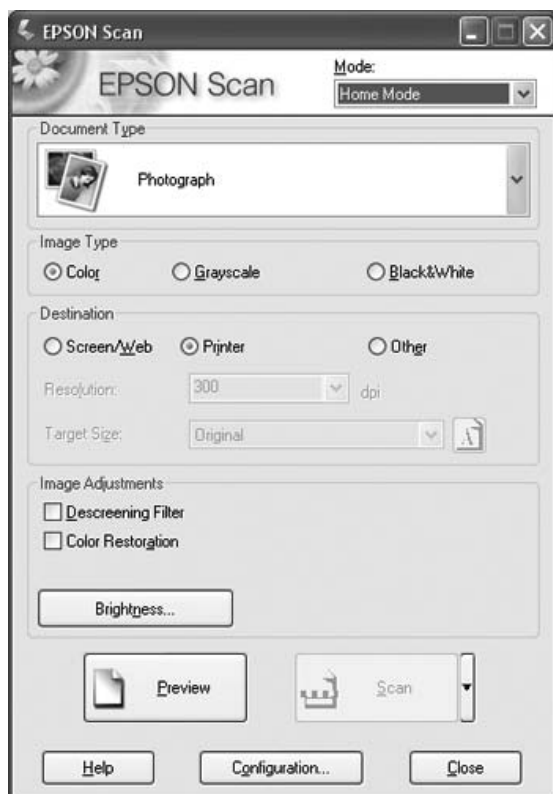 EPSON Scan
EPSON Scan
Mode:
Home Mode
Document Type
Photograph
Image Type
Color Grayscale Black&White
Destination
Screen/Web Printer Other
Resolution: 300 dpi
Target Size: Original
Image Adjustments
Descreening Filter
Color Restoration
Brightness...
Preview Scan
Help Configuration... Close